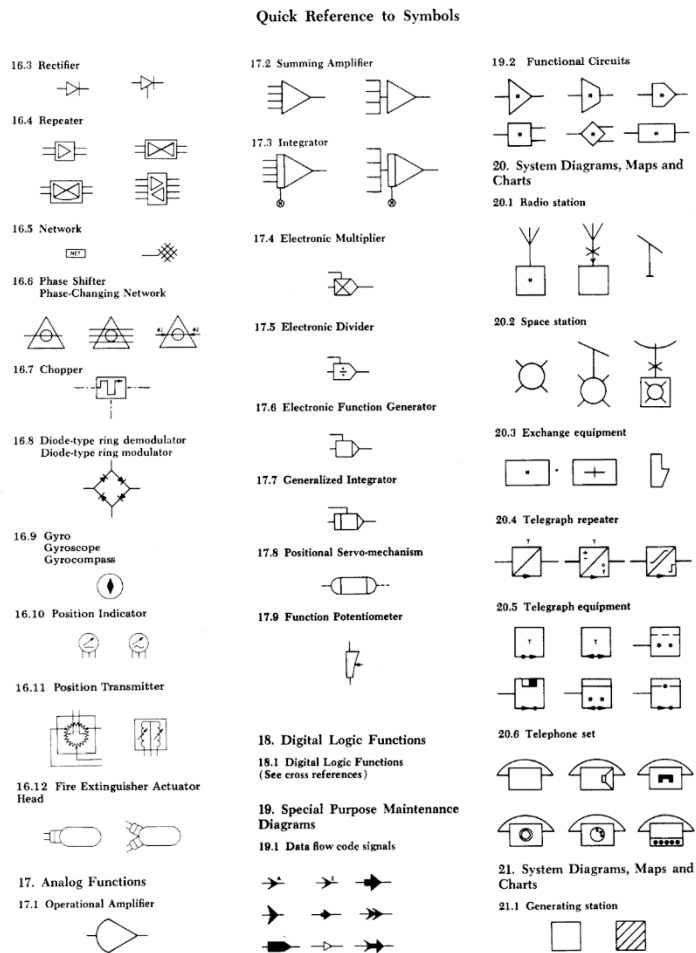 Quick Reference to Symbols
16.3 Rectifier
16.4 Repeater
16.5 Network
NET
16.6 Phase Shifter
Phase-Changing Network
ø1
ø2
16.7 Chopper
16.8 Diode-type ring demodulator
Diode-type ring modulator
16.9 Gyro
Gyroscope
Gyrocompass
16.10 Position Indicator
16.11 Position Transmitter
16.12 Fire Extinguisher Actuator
Head
17. Analog Functions
17.1 Operational Amplifier
17.2 Summing Amplifier
17.3 Integrator
17.4 Electronic Multiplier
17.5 Electronic Divider
÷
17.6 Electronic Function Generator
17.7 Generalized Integrator
17.8 Positional Servo-mechanism
17.9 Function Potentiometer
18. Digital Logic Functions
18.1 Digital Logic Functions
(See cross references)
19. Special Purpose Maintenance
Diagrams
19.1 Data flow code signals
A
E
19.2 Functional Circuits
* * *
* * *
20. System Diagrams, Maps and
Charts
20.1 Radio station
*
20.2 Space station
20.3 Exchange equipment
*
20.4 Telegraph repeater
T
T
20.5 Telegraph equipment
T T
20.6 Telephone set
21. System Diagrams, Maps and
Charts
21.1 Generating station